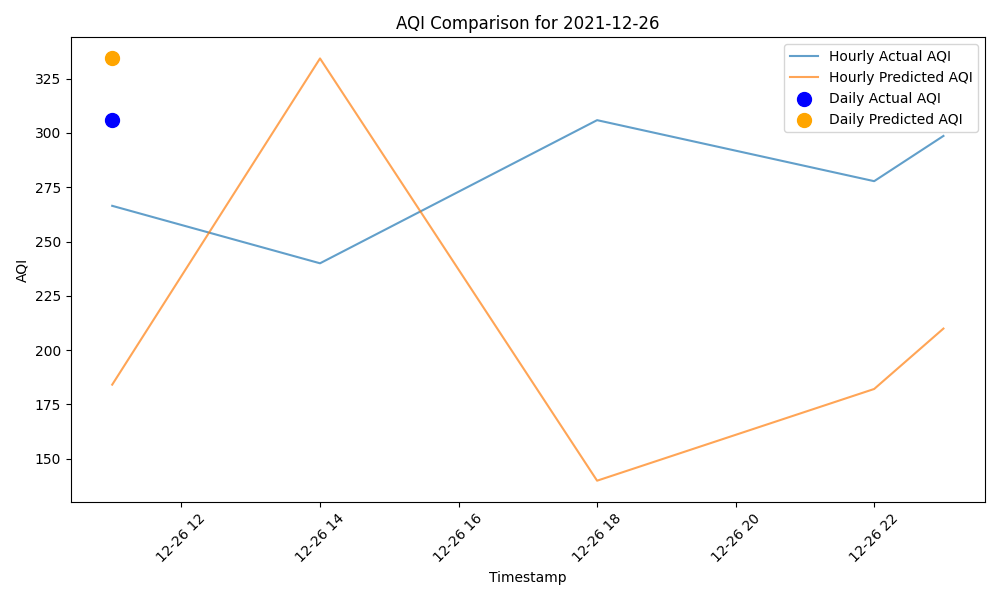 AQI Comparison for 2021-12-26
Hourly Actual AQI
Hourly Predicted AQI
Daily Actual AQI
Daily Predicted AQI
AQI
325
300
275
250
225
200
175
150
12-26 12
12-26 14
12-26 16
12-26 18
12-26 20
12-26 22
Timestamp